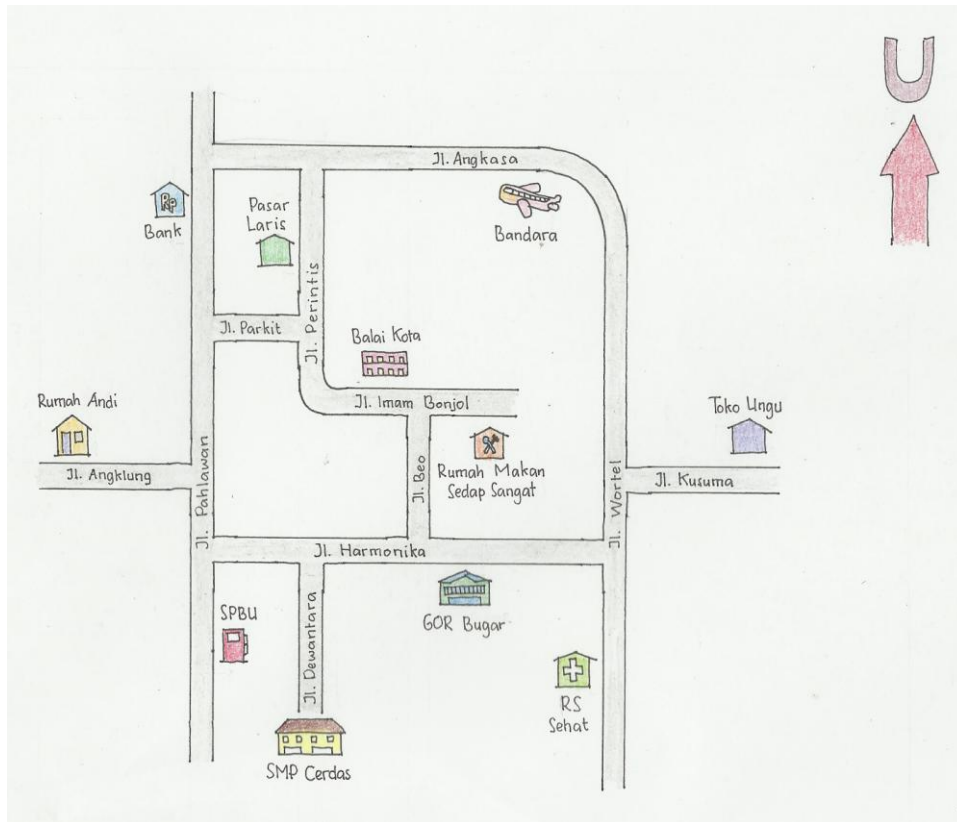 U
Jl. Angkasa
Bank
Rp
Pasar
Laris
Bandara
Jl. Perintis
Jl. Parkit
Balai Kota
Rumah Andi
Jl. Imam Bonjol
Toko Ungu
Jl. Angklung
Jl. Pahlawan
Jl. Beo
Rumah Makan
Sedap Sangat
Jl. Wortel
Jl. Kusuma
Jl. Harmonika
SPBU
Jl. Dewantara
GOR Bugar
RS
Sehat
SMP Cerdas